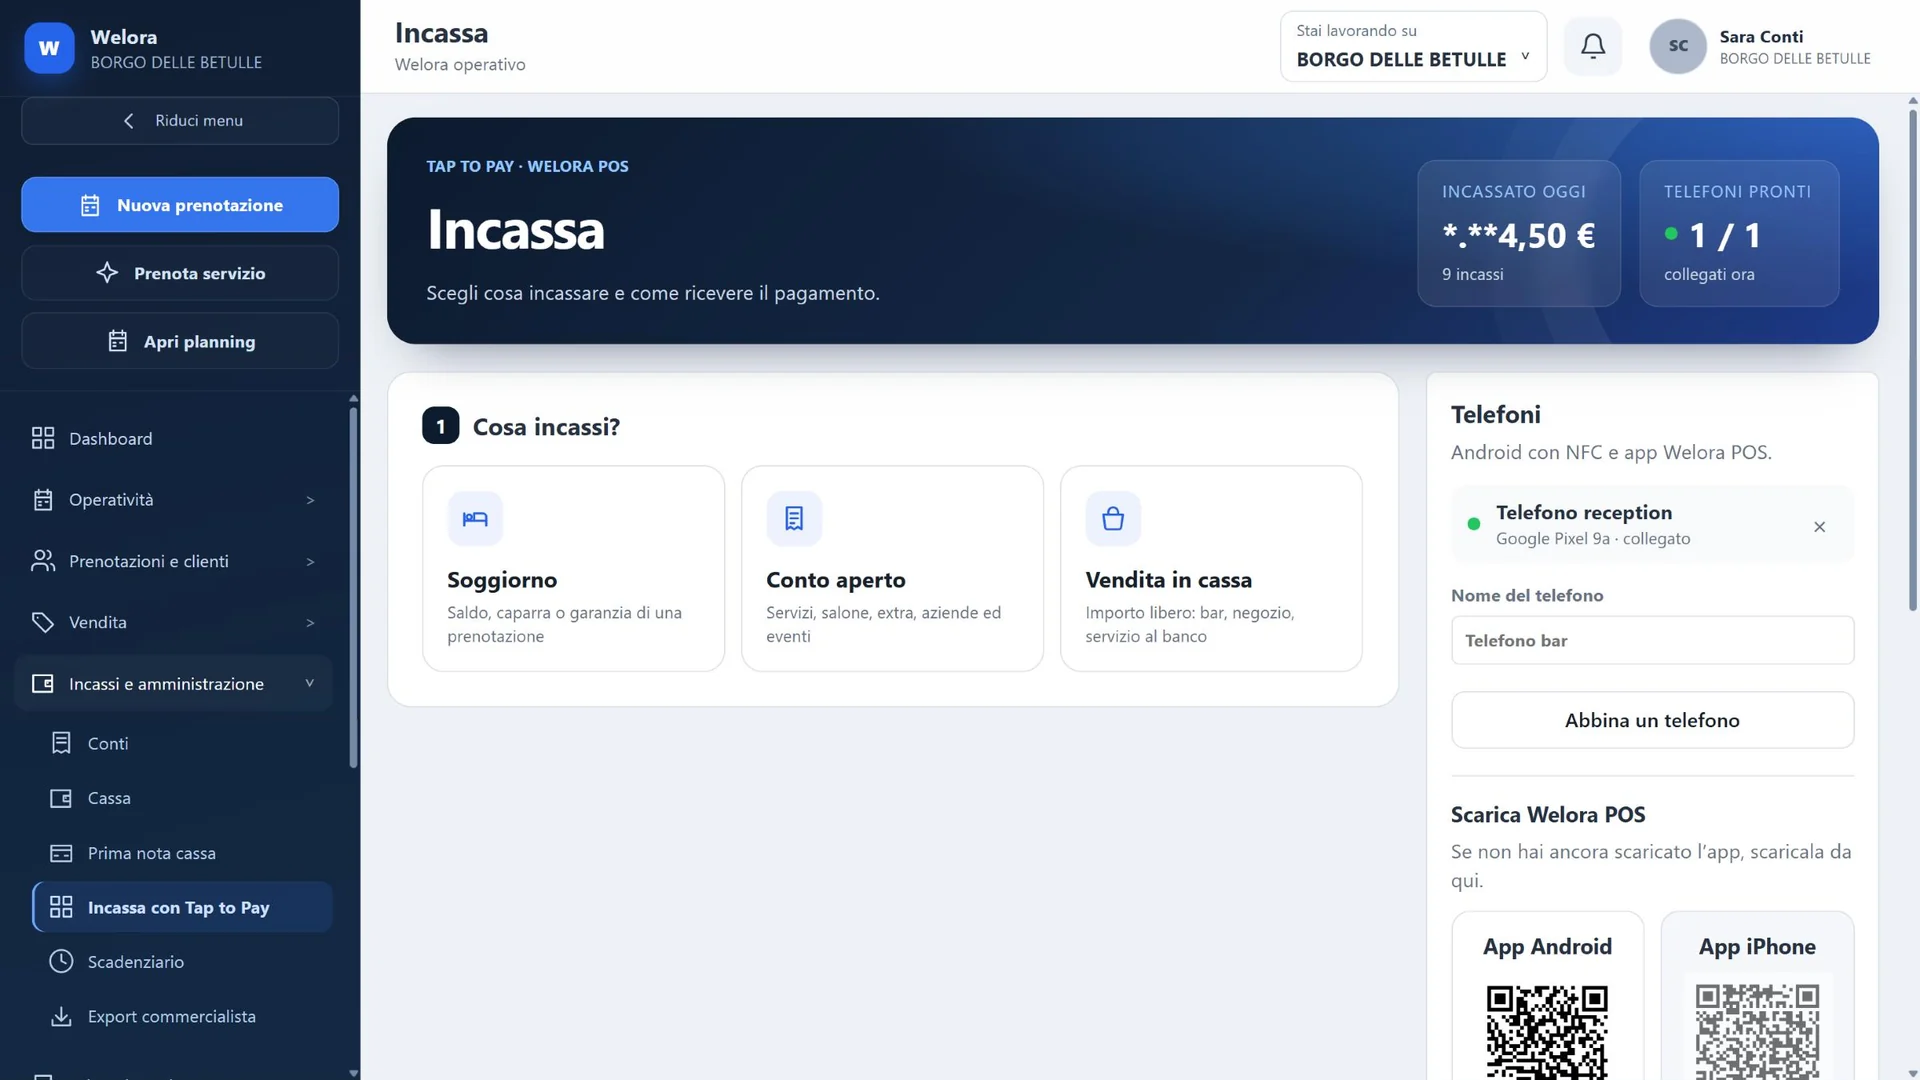 W
Welora
BORGO DELLE BETULLE
Riduci menu
Nuova prenotazione
Prenota servizio
Apri planning
Dashboard
Operatività
Prenotazioni e clienti
Vendita
Incassi e amministrazione
Conti
Cassa
Prima nota cassa
Incassa con Tap to Pay
Scadenziario
Export commercialista
Incassa
Welora operativo
Stai lavorando su
BORGO DELLE BETULLE
SC
Sara Conti
BORGO DELLE BETULLE
TAP TO PAY · WELORA POS
Incassa
Scegli cosa incassare e come ricevere il pagamento.
INCASSATO OGGI
*.**4,50 €
9 incassi
TELEFONI PRONTI
1 / 1
collegati ora
1 Cosa incassi?
Soggiorno
Saldo, caparra o garanzia di una
prenotazione
Conto aperto
Servizi, salone, extra, aziende ed
eventi
Vendita in cassa
Importo libero: bar, negozio,
servizio al banco
Telefoni
Android con NFC e app Welora POS.
Telefono reception
Google Pixel 9a · collegato
Nome del telefono
Telefono bar
Abbina un telefono
Scarica Welora POS
Se non hai ancora scaricato l'app, scaricala da
qui.
App Android
App iPhone